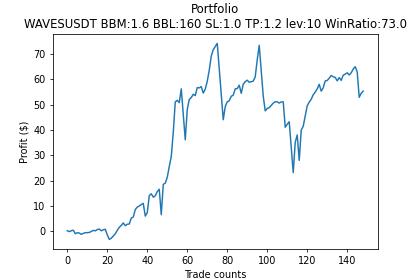 Portfolio
WAVESUSDT BBM:1.6 BBL:160 SL:1.0 TP:1.2 lev:10 WinRatio:73.0
Profit ($)
70
60
50
40
30
20
10
0
0 20 40 60 80 100 120 140
Trade counts